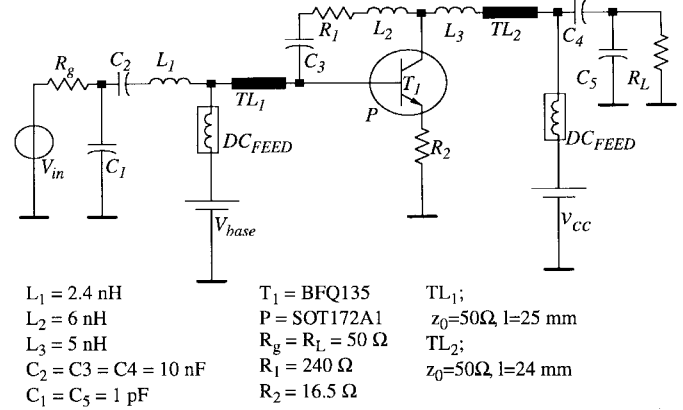 R1 L2 L3 TL2 C4
C3 C5 RL
Rg C2 L1 TL1 T1
P
Vin C1 DCFEED R2 DCFEED
Vbase vcc
L1 = 2.4 nH
L2 = 6 nH
L3 = 5 nH
C2 = C3 = C4 = 10 nF
C1 = C5 = 1 pF
T1 = BFQ135
P = SOT172A1
Rg = RL = 50 Ω
R1 = 240 Ω
R2 = 16.5 Ω
TL1;
z0=50Ω, l=25 mm
TL2;
z0=50Ω, l=24 mm